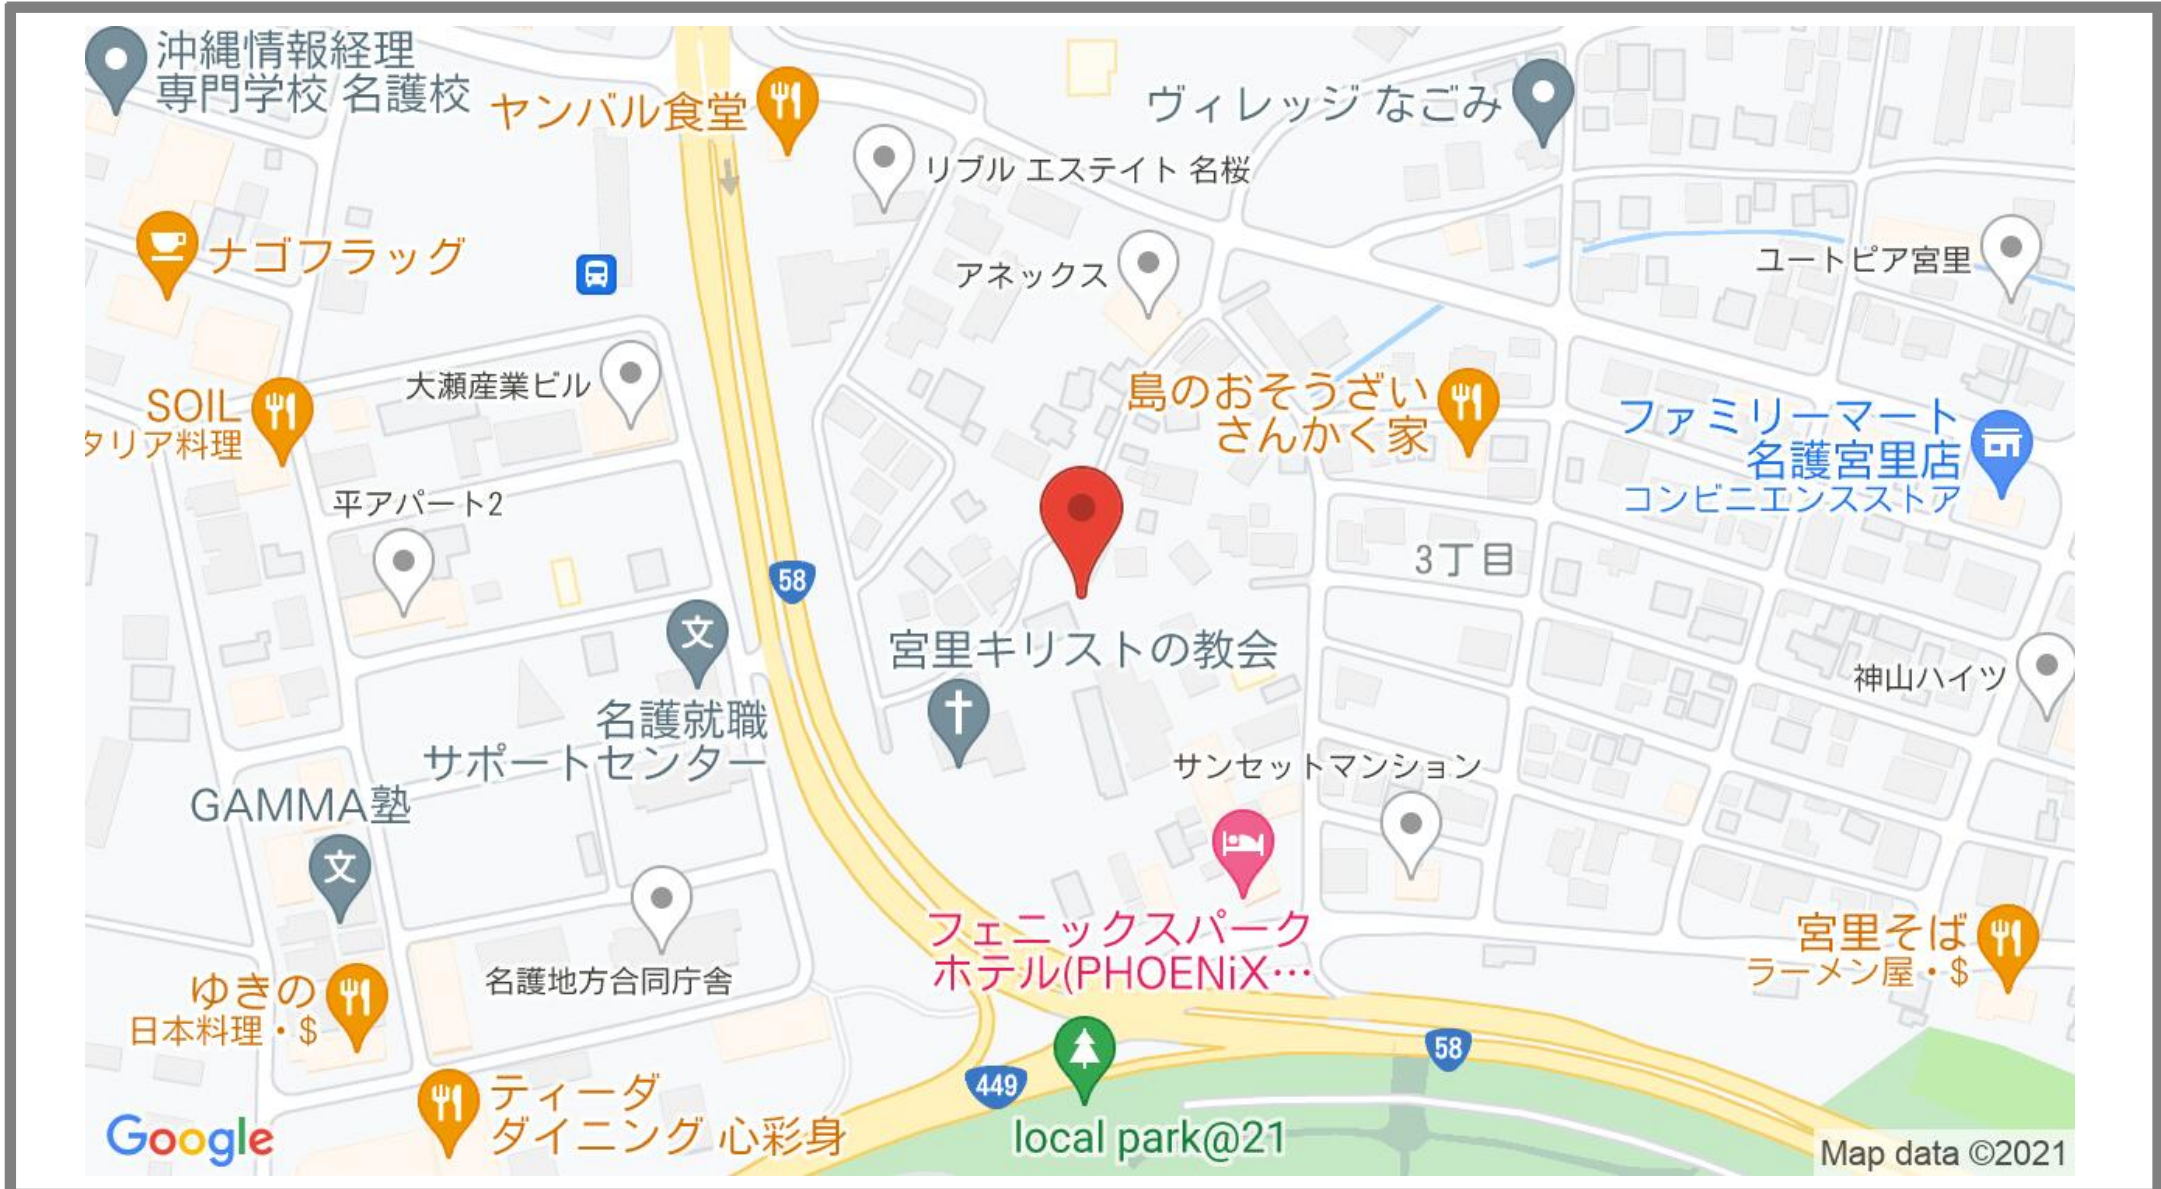 沖縄情報経理
専門学校 名護校
ヤンバル食堂
ヴィレッジ なごみ
リブル エステイト 名桜
ナゴフラッグ
アネックス
ユートピア宮里
大瀬産業ビル
SOIL
タリア料理
島のおそうざい
さんかく家
ファミリーマート
名護宮里店
コンビニエンスストア
平アパート2
58
3丁目
文
宮里キリストの教会
名護就職
サポートセンター
神山ハイツ
サンセットマンション
GAMMA塾
文
フェニックスパーク
ホテル(PHOENiX…
宮里そば
ラーメン屋・$
名護地方合同庁舎
ゆきの
日本料理・$
58
449
ティーダ
ダイニング 心彩身
local park@21
Google
Map data ©2021